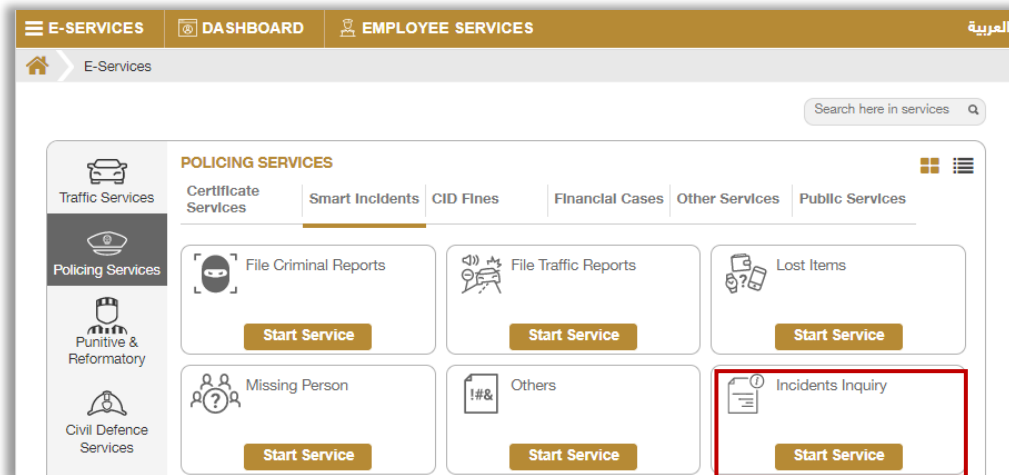 E-SERVICES DASHBOARD EMPLOYEE SERVICES العربية
E-Services
Search here in services
Traffic Services
Policing Services
Punitive &
Reformatory
Civil Defence
Services
POLICING SERVICES
Certificate
Services
Smart Incidents
CID Fines
Financial Cases
Other Services
Public Services
File Criminal Reports
Start Service
File Traffic Reports
Start Service
Lost Items
Start Service
Missing Person
Start Service
!#&
Others
Start Service
Incidents Inquiry
Start Service